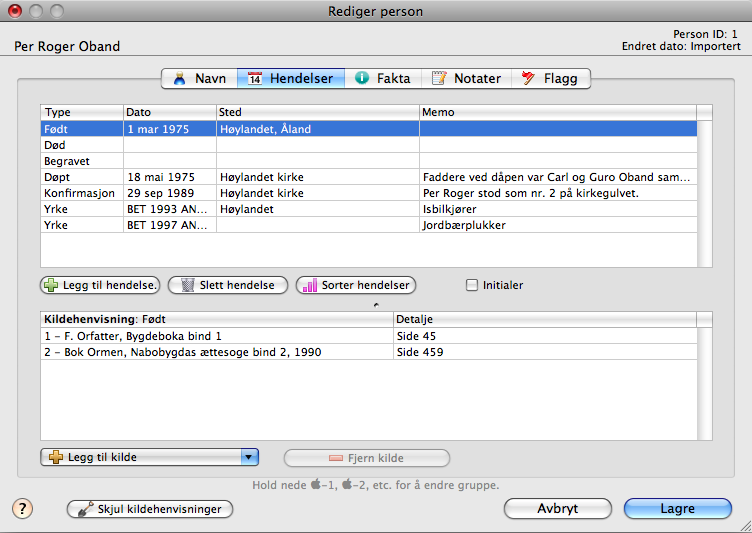 Rediger person
Person ID: 1
Per Roger Oband
Endret dato: Importert
Navn 14 Hendelser Fakta Notater Flagg
Type Dato Sted Memo
Født 1 mar 1975 Høylandet, Åland
Død
Begravet
Døpt 18 mai 1975 Høylandet kirke Faddere ved dåpen var Carl og Guro Oband sam...
Konfirmasjon 29 sep 1989 Høylandet kirke Per Roger stod som nr. 2 på kirkegulvet.
Yrke BET 1993 AN... Høylandet Isbilkjører
Yrke BET 1997 AN... Jordbærplukker
Legg til hendelse. Slett hendelse Sorter hendelser Initialer
Kildehenvisning: Født Detalje
1 – F. Orfatter, Bygdeboka bind 1 Side 45
2 – Bok Ormen, Nabobygdas ættesoge bind 2, 1990 Side 459
Legg til kilde Fjern kilde
Hold nede -1, -2, etc. for å endre gruppe.
? Skjul kildehenvisninger Avbryt Lagre